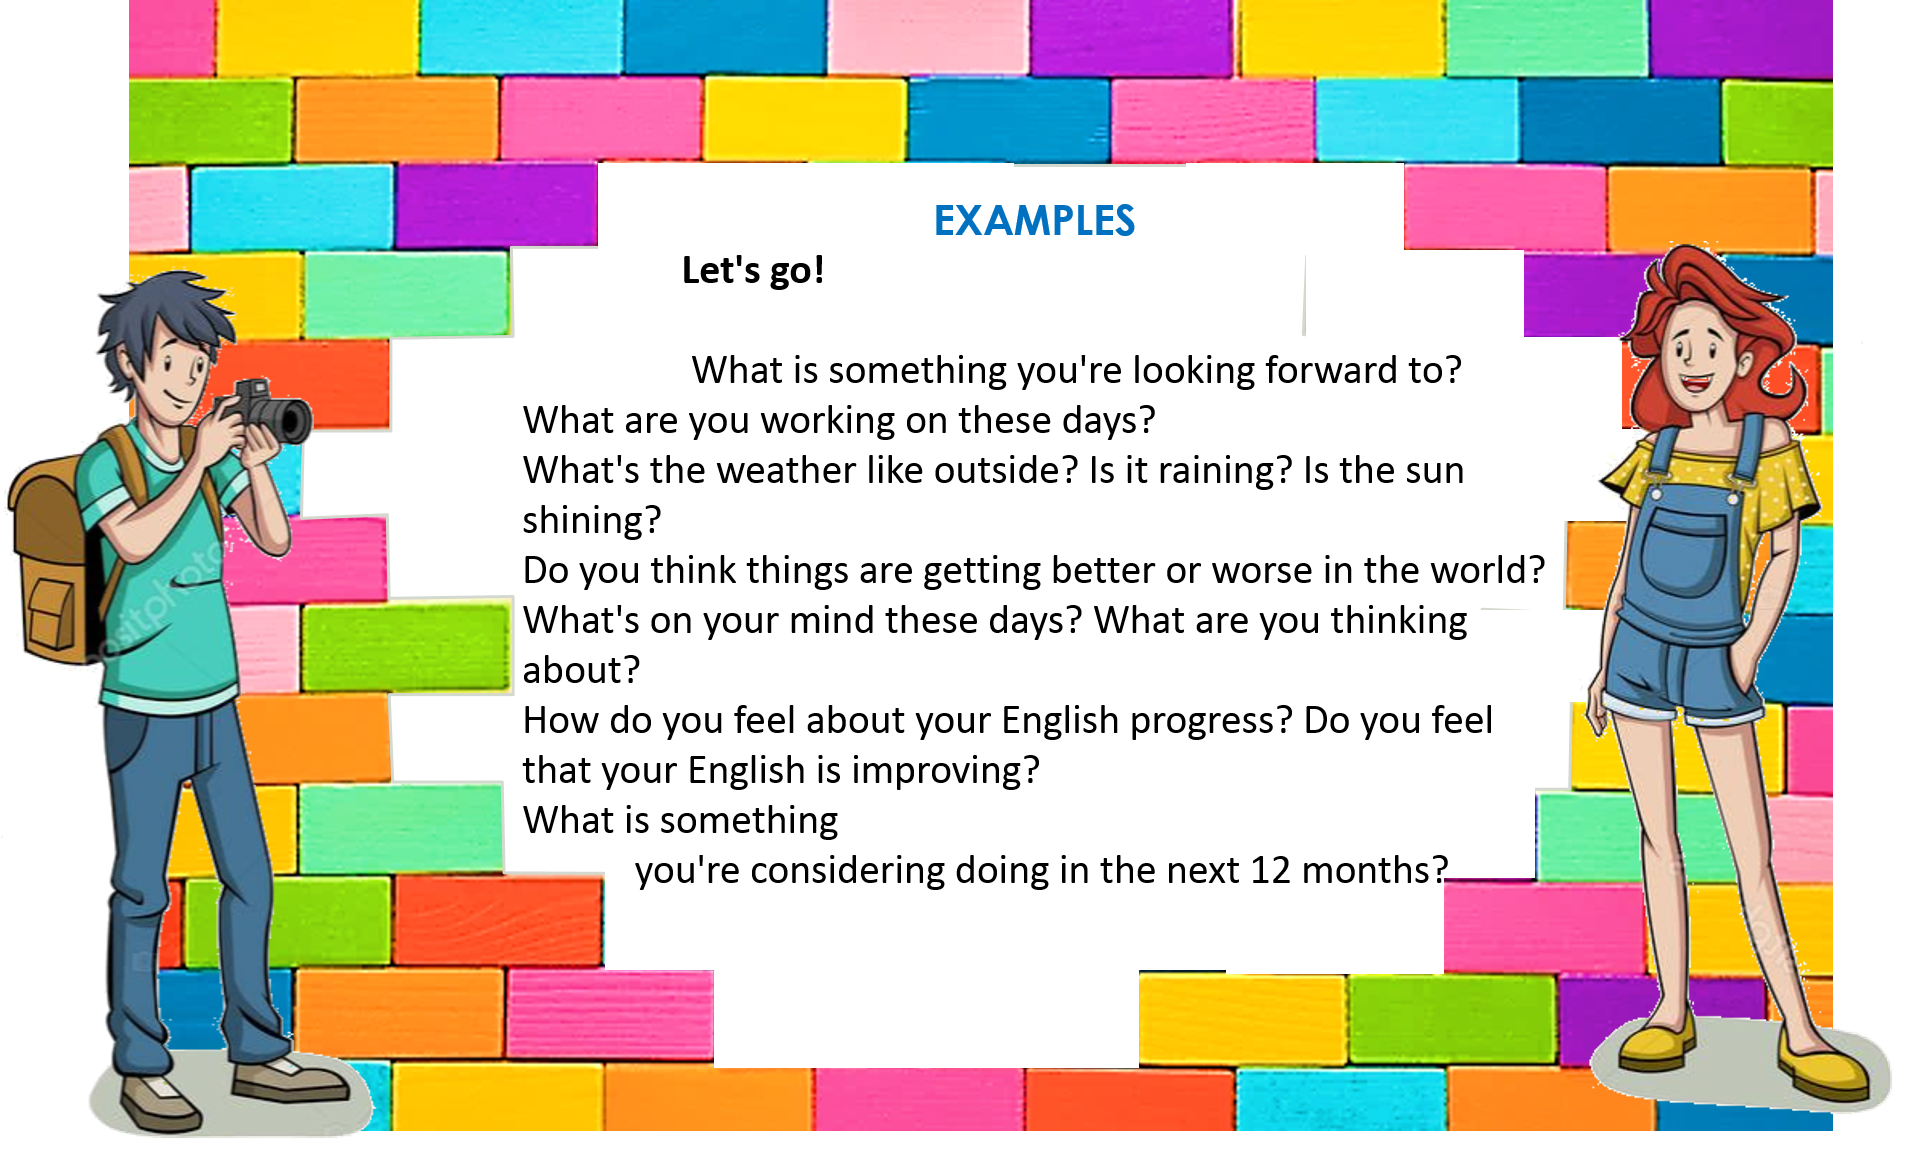 EXAMPLES
Let's go!
What is something you're looking forward to?
What are you working on these days?
What's the weather like outside? Is it raining? Is the sun
shining?
Do you think things are getting better or worse in the world?
What's on your mind these days? What are you thinking
about?
How do you feel about your English progress? Do you feel
that your English is improving?
What is something
you're considering doing in the next 12 months?